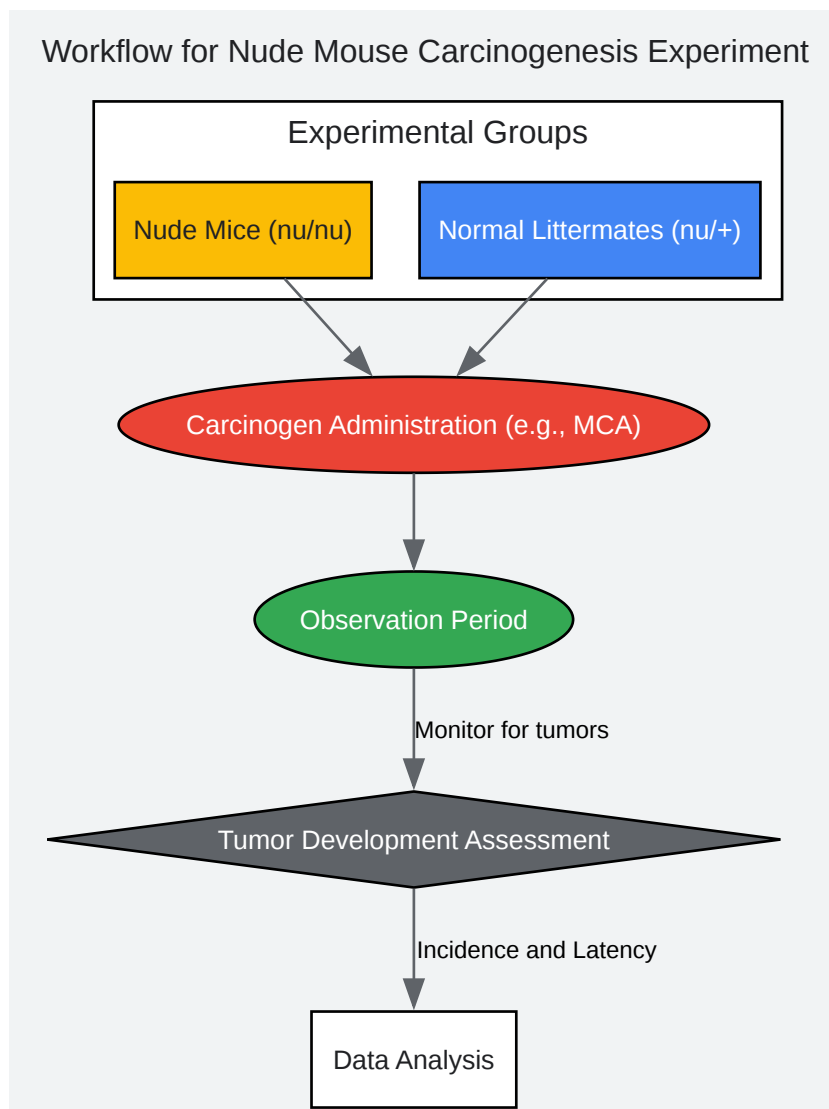 Workflow for Nude Mouse Carcinogenesis Experiment
Experimental Groups
Nude Mice (nu/nu)
Normal Littermates (nu/+)
Carcinogen Administration (e.g., MCA)
Observation Period
Monitor for tumors
Tumor Development Assessment
Incidence and Latency
Data Analysis